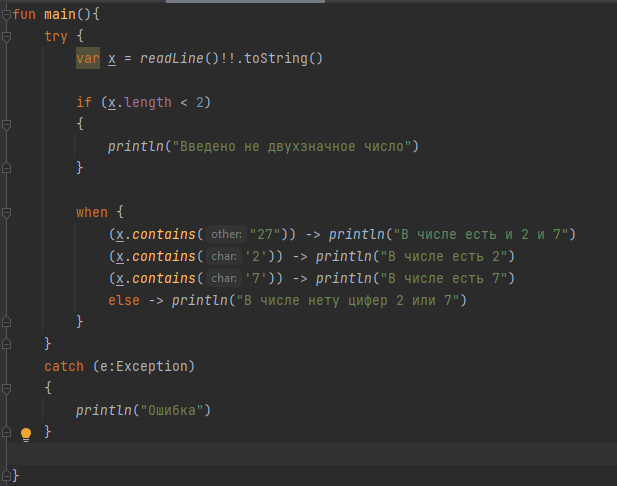 fun main(){
try {
var x = readLine()!!.toString()
if (x.length < 2)
{
println("Введено не двухзначное число")
}
when {
(x.contains( other: "27")) -> println("В числе есть и 2 и 7")
(x.contains( char: '2')) -> println("В числе есть 2")
(x.contains( char: '7')) -> println("В числе есть 7")
else -> println("В числе нету цифер 2 или 7")
}
}
catch (e:Exception)
{
println("Ошибка")
}
}